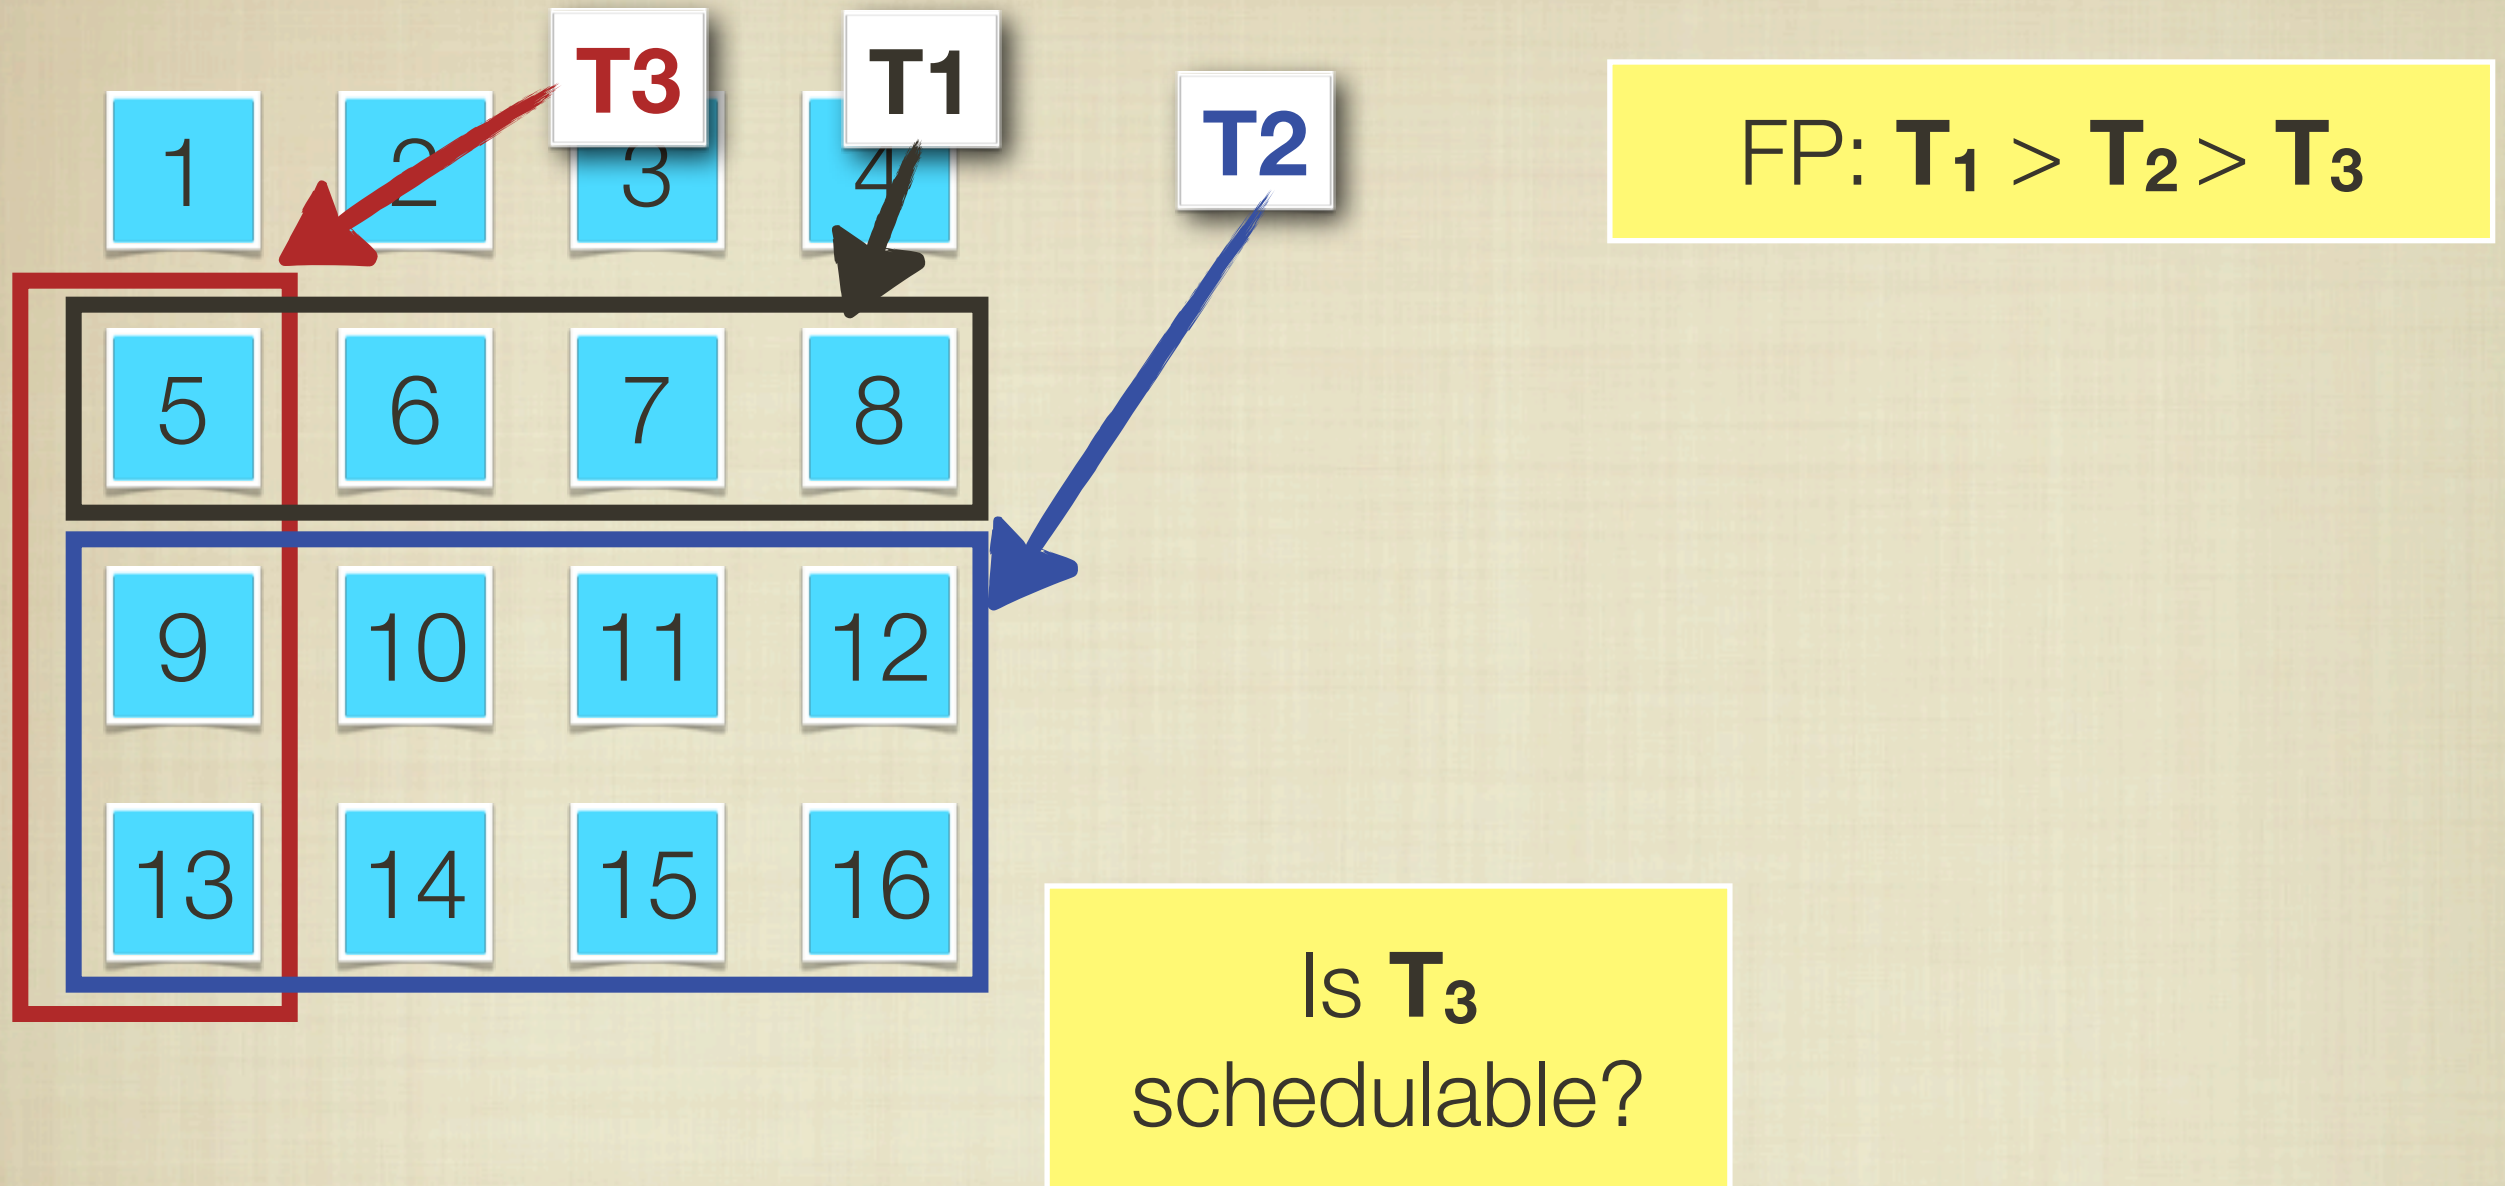 T3
T1
T2
FP: T₁ > T₂ > T₃
1 2 3 4
5 6 7 8
9 10 11 12
13 14 15 16
Is T₃
schedulable?